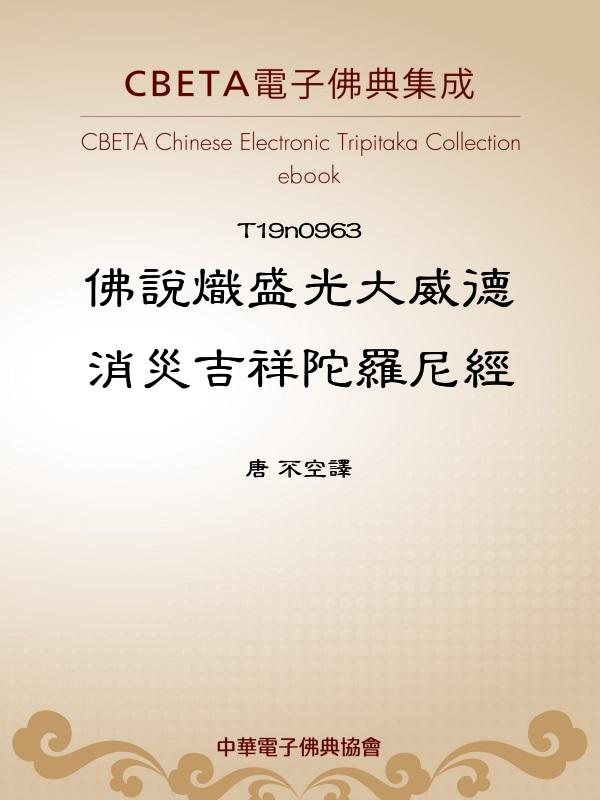 CBETA電子佛典集成
CBETA Chinese Electronic Tripitaka Collection
ebook
T19n0963
佛說熾盛光大威德
消災吉祥陀羅尼經
唐 不空譯
中華電子佛典協會